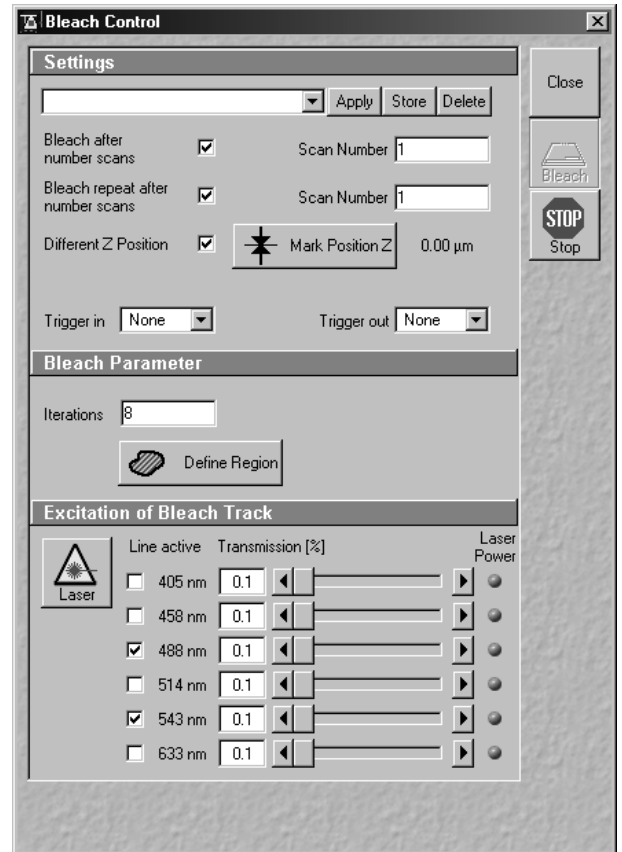 Bleach Control
Settings
Close
Apply Store Delete
Bleach after
number scans
Scan Number 1
Bleach
Bleach repeat after
number scans
Scan Number 1
STOP
Stop
Different Z Position
Mark Position Z
0.00 µm
Trigger in None
Trigger out None
Bleach Parameter
Iterations 8
Define Region
Excitation of Bleach Track
Laser
Line active Transmission [%] Laser
Power
405 nm 0.1
458 nm 0.1
488 nm 0.1
514 nm 0.1
543 nm 0.1
633 nm 0.1